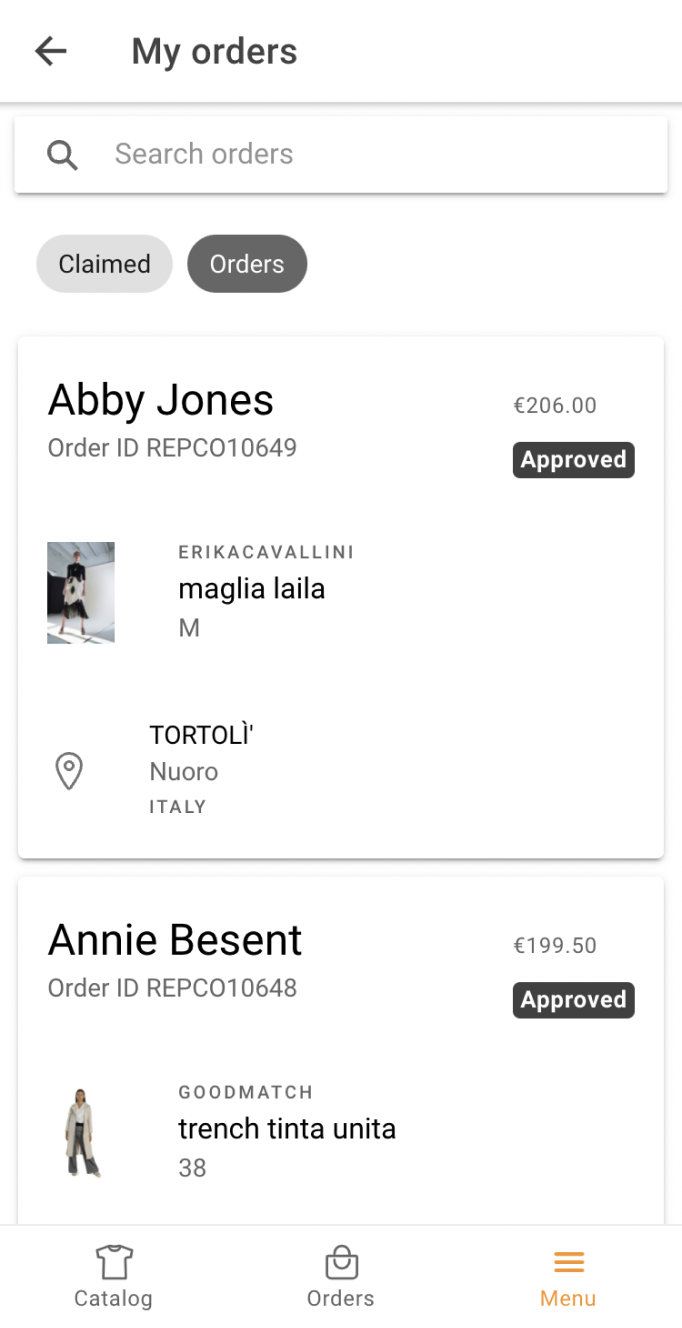 My orders
Search orders
Claimed
Orders
Abby Jones
€206.00
Order ID REPCO10649
Approved
ERIKACAVALLINI
maglia laila
M
TORTOLÌ'
Nuoro
ITALY
Annie Besent
€199.50
Order ID REPCO10648
Approved
GOODMATCH
trench tinta unita
38
Catalog
Orders
Menu